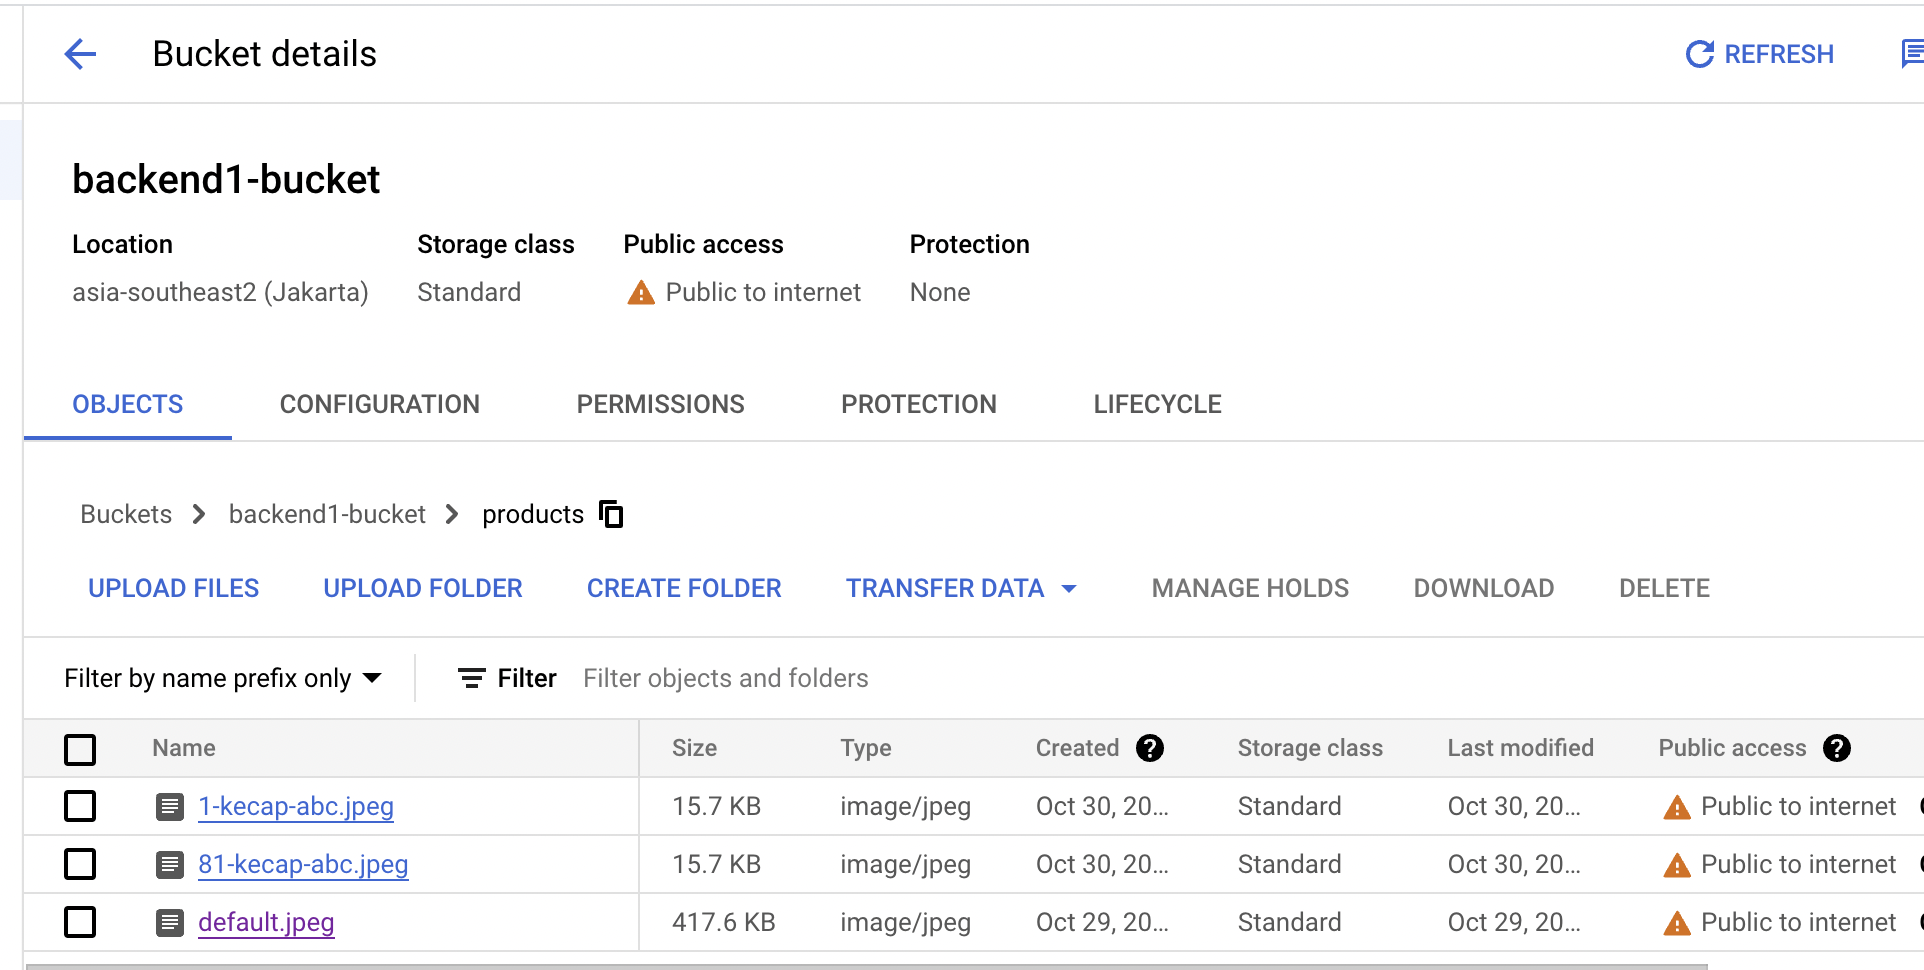 Bucket details
REFRESH
backend1-bucket
Location Storage class Public access Protection
asia-southeast2 (Jakarta) Standard Public to internet None
OBJECTS CONFIGURATION PERMISSIONS PROTECTION LIFECYCLE
Buckets backend1-bucket products
UPLOAD FILES UPLOAD FOLDER CREATE FOLDER TRANSFER DATA MANAGE HOLDS DOWNLOAD DELETE
Filter by name prefix only Filter Filter objects and folders
Name Size Type Created ? Storage class Last modified Public access ?
1-kecap-abc.jpeg 15.7 KB image/jpeg Oct 30, 20... Standard Oct 30, 20... Public to internet
81-kecap-abc.jpeg 15.7 KB image/jpeg Oct 30, 20... Standard Oct 30, 20... Public to internet
default.jpeg 417.6 KB image/jpeg Oct 29, 20... Standard Oct 29, 20... Public to internet